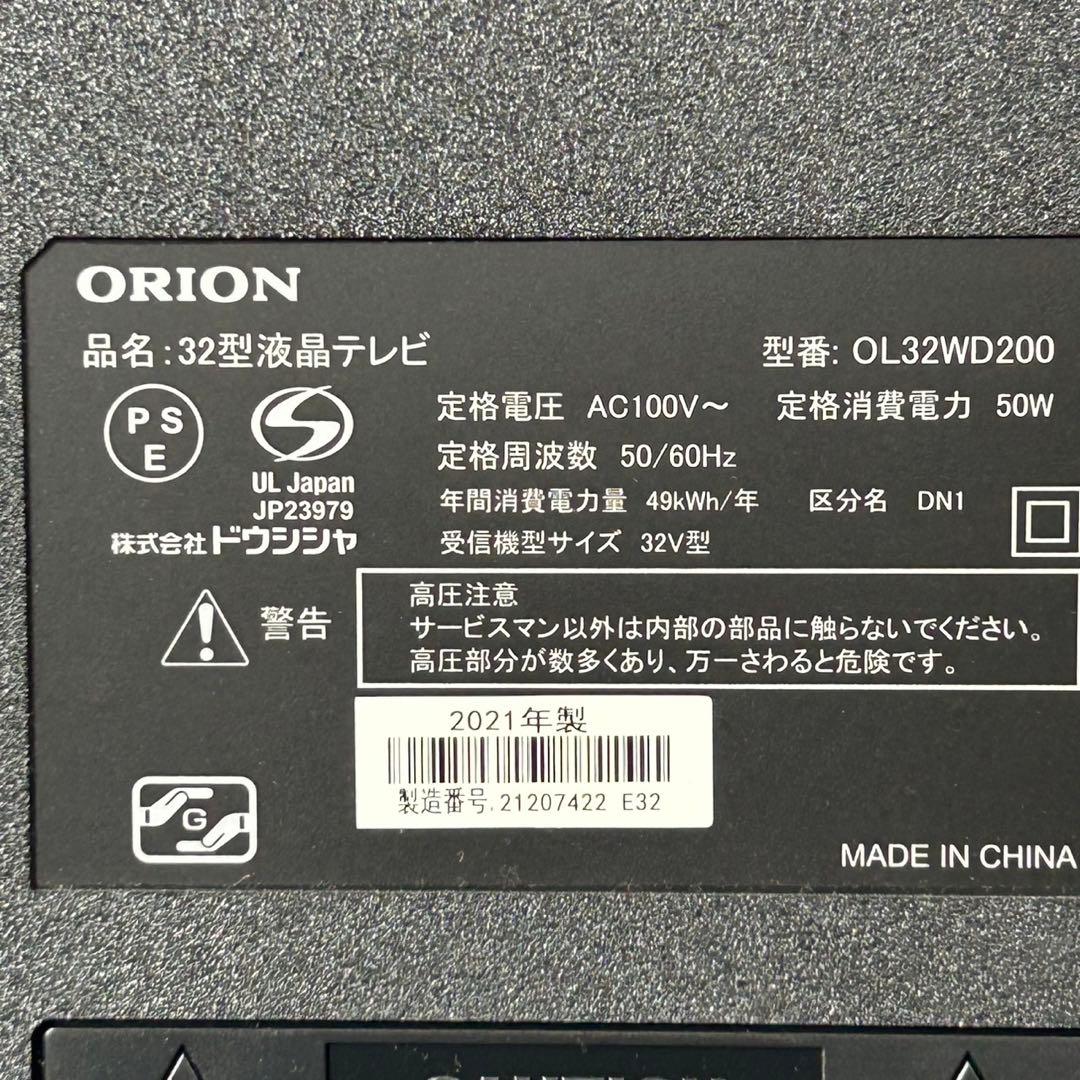 ORION
品名:32型液晶テレビ
型番: OL32WD200
PS
E
UL Japan
JP23979
株式会社ドウシシャ
定格電圧 AC100V～ 定格消費電力 50W
定格周波数 50/60Hz
年間消費電力量 49kWh/年 区分名 DN1
受信機型サイズ 32V型
警告
高圧注意
サービスマン以外は内部の部品に触らないでください。
高圧部分が数多くあり、万一さわると危険です。
2021年製
製造番号.21207422 E32
G
MADE IN CHINA